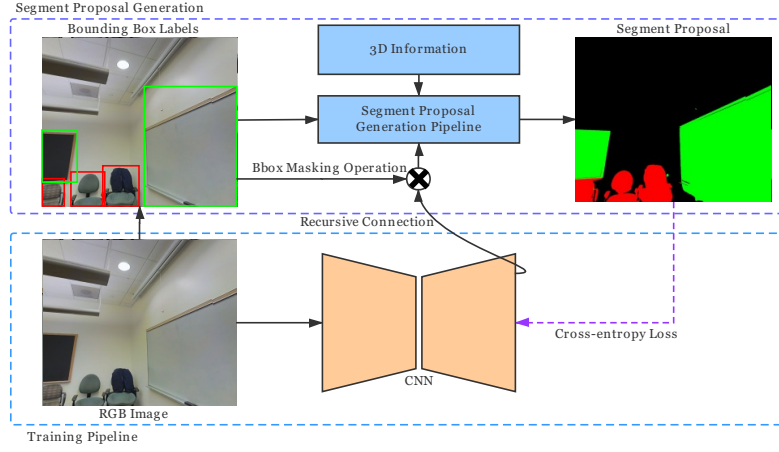 Segment Proposal Generation
Bounding Box Labels
3D Information
Segment Proposal
Segment Proposal
Generation Pipeline
Bbox Masking Operation
Recursive Connection
Cross-entropy Loss
CNN
RGB Image
Training Pipeline